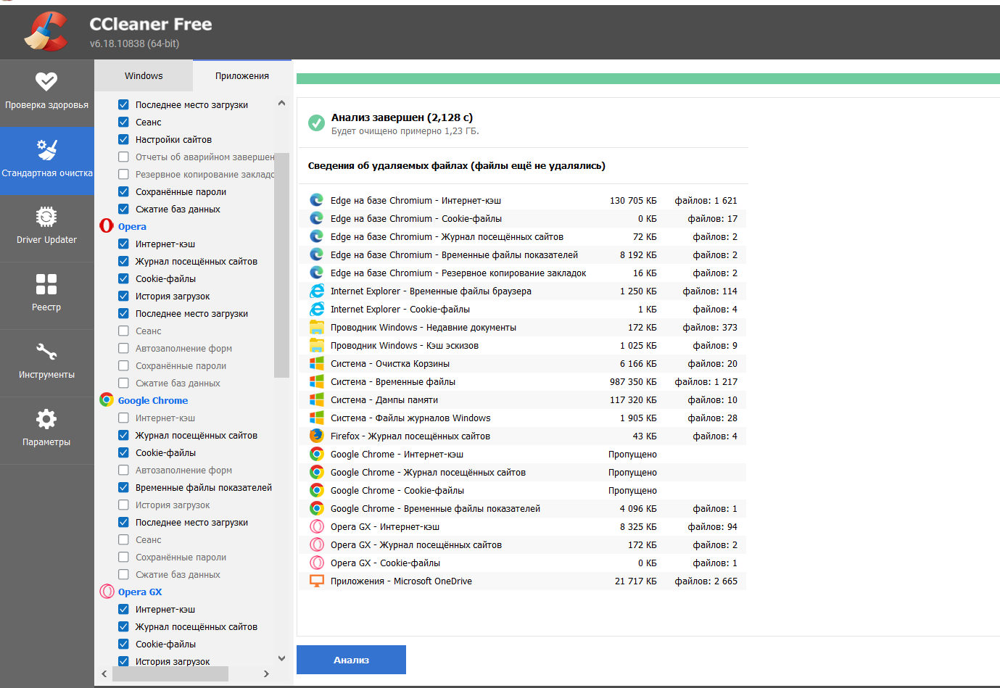 CCleaner Free
v6.18.10838 (64-bit)
Проверка здоровья
Стандартная очистка
Driver Updater
Реестр
Инструменты
Параметры
Windows
Приложения
Последнее место загрузки
Сеанс
Настройки сайтов
Отчеты об аварийном завершен
Резервное копирование закладо
Сохранённые пароли
Сжатие баз данных
Opera
Интернет-кэш
Журнал посещённых сайтов
Cookie-файлы
История загрузок
Последнее место загрузки
Сеанс
Автозаполнение форм
Сохранённые пароли
Сжатие баз данных
Google Chrome
Интернет-кэш
Журнал посещённых сайтов
Cookie-файлы
Автозаполнение форм
Временные файлы показателей
История загрузок
Последнее место загрузки
Сеанс
Сохранённые пароли
Сжатие баз данных
Opera GX
Интернет-кэш
Журнал посещённых сайтов
Cookie-файлы
История загрузок
Анализ завершен (2,128 с)
Будет очищено примерно 1,23 ГБ.
Сведения об удаляемых файлах (файлы ещё не удалялись)
Edge на базе Chromium - Интернет-кэш 130 705 КБ файлов: 1 621
Edge на базе Chromium - Cookie-файлы 0 КБ файлов: 17
Edge на базе Chromium - Журнал посещённых сайтов 72 КБ файлов: 2
Edge на базе Chromium - Временные файлы показателей 8 192 КБ файлов: 2
Edge на базе Chromium - Резервное копирование закладок 16 КБ файлов: 2
Internet Explorer - Временные файлы браузера 1 250 КБ файлов: 114
Internet Explorer - Cookie-файлы 1 КБ файлов: 4
Проводник Windows - Недавние документы 172 КБ файлов: 373
Проводник Windows - Кэш эскизов 1 025 КБ файлов: 9
Система - Очистка Корзины 6 166 КБ файлов: 20
Система - Временные файлы 987 350 КБ файлов: 1 217
Система - Дампы памяти 117 320 КБ файлов: 10
Система - Файлы журналов Windows 1 905 КБ файлов: 28
Firefox - Журнал посещённых сайтов 43 КБ файлов: 4
Google Chrome - Интернет-кэш Пропущено
Google Chrome - Журнал посещённых сайтов Пропущено
Google Chrome - Cookie-файлы Пропущено
Google Chrome - Временные файлы показателей 4 096 КБ файлов: 1
Opera GX - Интернет-кэш 8 325 КБ файлов: 94
Opera GX - Журнал посещённых сайтов 172 КБ файлов: 2
Opera GX - Cookie-файлы 0 КБ файлов: 1
Приложения - Microsoft OneDrive 21 717 КБ файлов: 2 665
Анализ